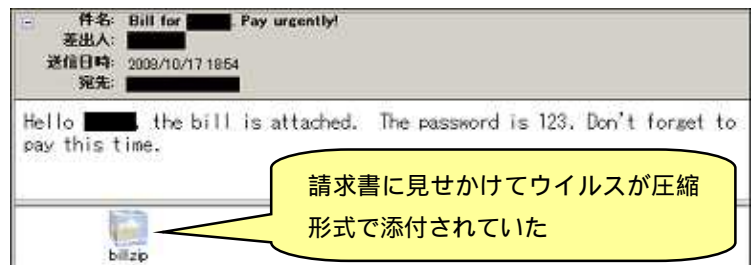 件名: Bill for Pay urgently!
差出人:
送信日時: 2009/10/17 18:54
宛先:
Hello , the bill is attached. The password is 123. Don't forget to
pay this time.
請求書に見せかけてウイルスが圧縮
形式で添付されていた
bill.zip